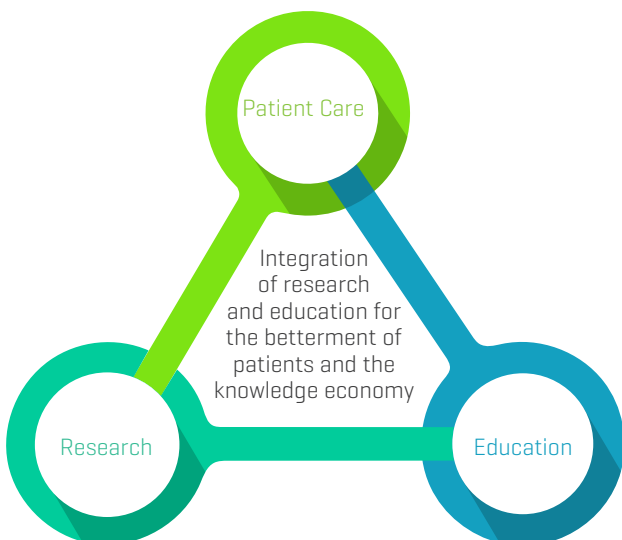 Patient Care
Integration
of research
and education for
the betterment of
patients and the
knowledge economy
Research
Education